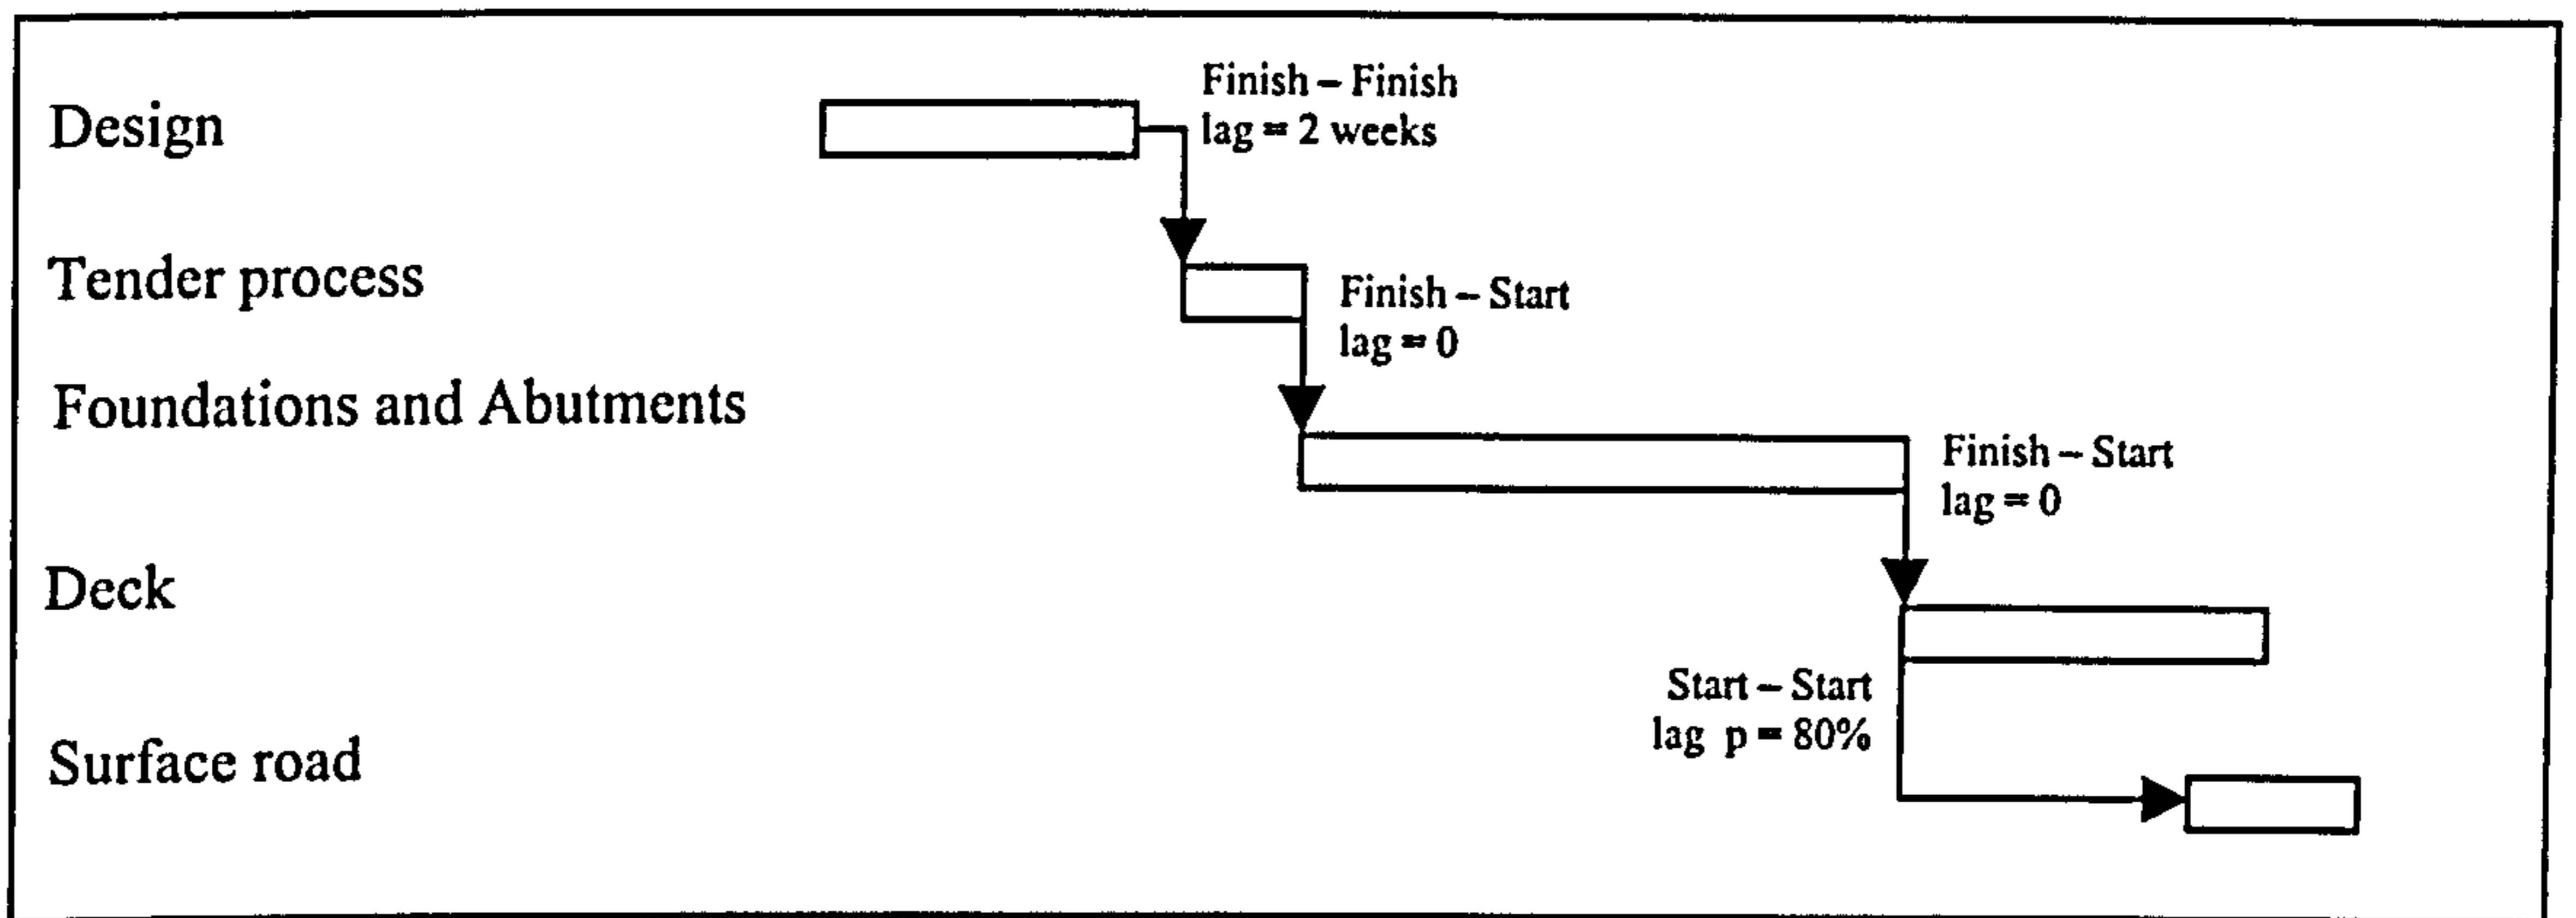 Design
Finish – Finish
lag = 2 weeks
Tender process
Finish – Start
lag = 0
Foundations and Abutments
Finish – Start
lag = 0
Deck
Start – Start
lag p = 80%
Surface road